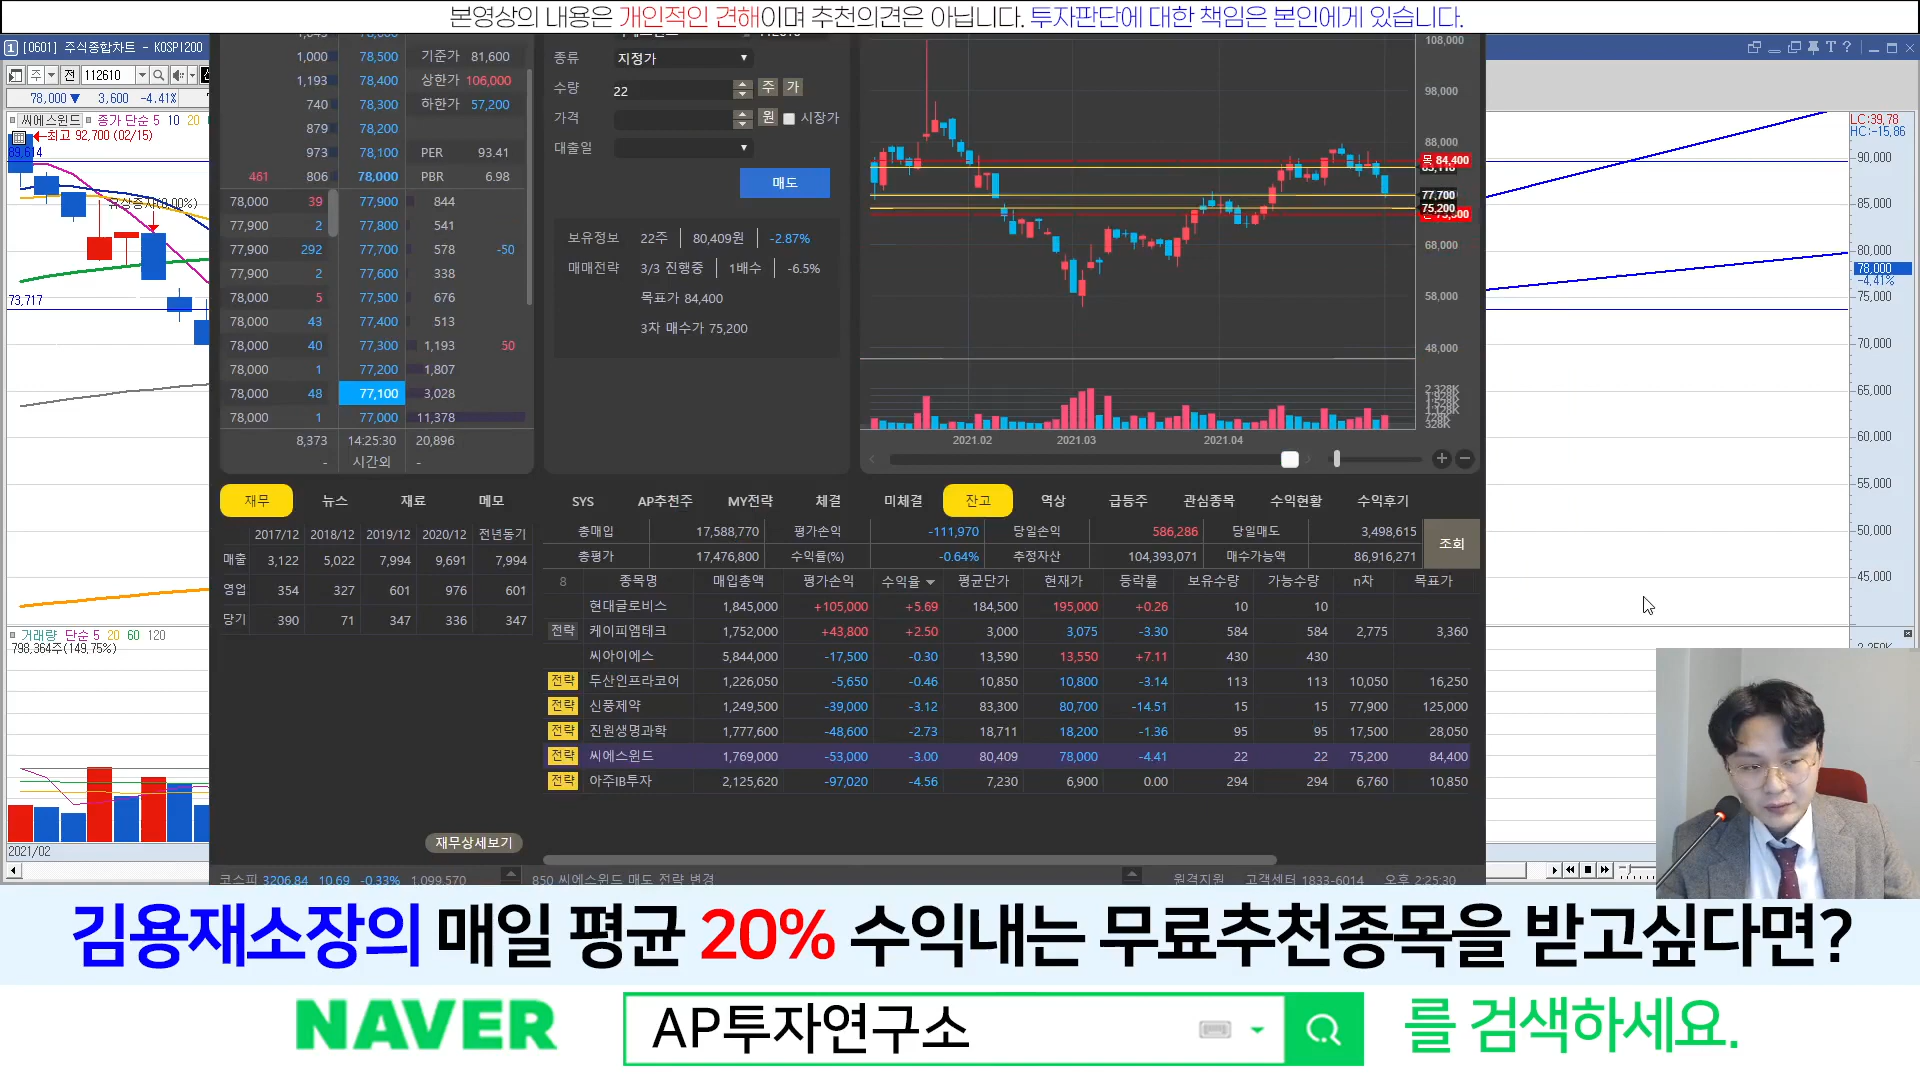 본영상의 내용은 개인적인 견해이며 추천의견은 아닙니다. 투자판단에 대한 책임은 본인에게 있습니다.
1 [0601] 주식종합차트 - KOSPI200
주 전 112610
78,000 ▼ 3,600 -4.41%
씨에스윈드 종가 단순 5 10 20
최고 92,700 (02/15)
89,614
유상증자(8.00%)
73,717
거래량 단순 5 20 60 120
798,364주(149.75%)
2021/02
1,000 78,500 기준가 81,600
1,193 78,400 상한가 106,000
740 78,300 하한가 57,200
879 78,200
973 78,100 PER 93.41
461 806 78,000 PBR 6.98
78,000 39 77,900 844
77,900 2 77,800 541
77,900 292 77,700 578 -50
77,900 2 77,600 338
78,000 5 77,500 676
78,000 43 77,400 513
78,000 40 77,300 1,193 50
78,000 1 77,200 1,807
78,000 48 77,100 3,028
78,000 1 77,000 11,378
8,373 14:25:30 20,896
- 시간외 -
종류 지정가
수량 22 주 가
가격 원 시장가
대출일
매도
보유정보 22주 80,409원 -2.87%
매매전략 3/3 진행중 1배수 -6.5%
목표가 84,400
3차 매수가 75,200
108,000
98,000
88,000
목 84,400
77,700
75,200
68,000
58,000
48,000
2,328K
1,928K
1,528K
1,128K
728K
328K
2021.02 2021.03 2021.04
LC:39.78
HC:-15.86
90,000
85,000
80,000
78,000
-4.41%
75,000
70,000
65,000
60,000
55,000
50,000
45,000
재무 뉴스 재료 메모
2017/12 2018/12 2019/12 2020/12 전년동기
매출 3,122 5,022 7,994 9,691 7,994
영업 354 327 601 976 601
당기 390 71 347 336 347
재무상세보기
SYS AP추천주 MY전략 체결 미체결 잔고 역상 급등주 관심종목 수익현황 수익후기
총매입 17,588,770 평가손익 -111,970 당일손익 586,286 당일매도 3,498,615
총평가 17,476,800 수익률(%) -0.64% 추정자산 104,393,071 매수가능액 86,916,271
조회
8 종목명 매입총액 평가손익 수익율 평균단가 현재가 등락률 보유수량 가능수량 n차 목표가
현대글로비스 1,845,000 +105,000 +5.69 184,500 195,000 +0.26 10 10
전략 케이피엠테크 1,752,000 +43,800 +2.50 3,000 3,075 -3.30 584 584 2,775 3,360
씨아이에스 5,844,000 -17,500 -0.30 13,590 13,550 +7.11 430 430
전략 두산인프라코어 1,226,050 -5,650 -0.46 10,850 10,800 -3.14 113 113 10,050 16,250
전략 신풍제약 1,249,500 -39,000 -3.12 83,300 80,700 -14.51 15 15 77,900 125,000
전략 진원생명과학 1,777,600 -48,600 -2.73 18,711 18,200 -1.36 95 95 17,500 28,050
전략 씨에스윈드 1,769,000 -53,000 -3.00 80,409 78,000 -4.41 22 22 75,200 84,400
전략 아주IB투자 2,125,620 -97,020 -4.56 7,230 6,900 0.00 294 294 6,760 10,850
코스피 3206.84 10.69 -0.33% 1,099,570 850 씨에스윈드 매도 전략 변경 원격지원 고객센터 1833-6014 오후 2:25:30
김용재소장의 매일 평균 20% 수익내는 무료추천종목을 받고싶다면?
NAVER AP투자연구소 를 검색하세요.